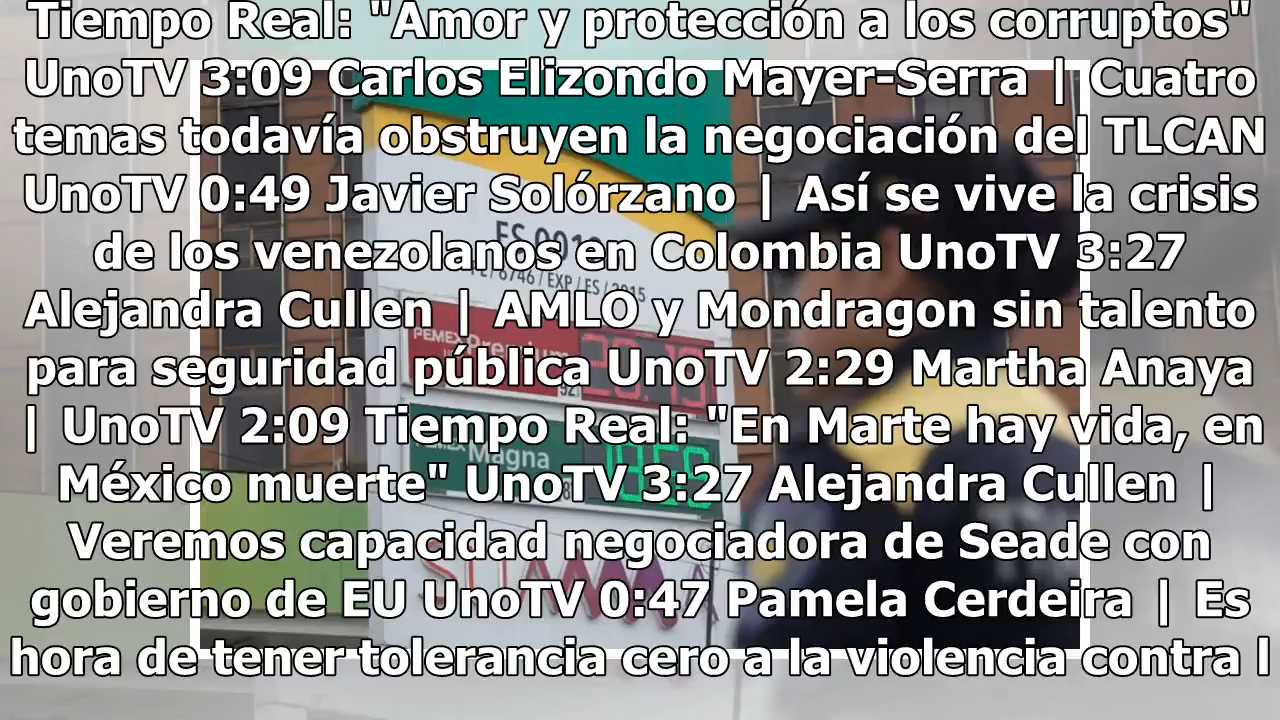 Tiempo Real: "Amor y protección a los corruptos"
UnoTV 3:09 Carlos Elizondo Mayer-Serra | Cuatro
temas todavía obstruyen la negociación del TLCAN
UnoTV 0:49 Javier Solórzano | Así se vive la crisis
de los venezolanos en Colombia UnoTV 3:27
Alejandra Cullen | AMLO y Mondragon sin talento
para seguridad pública UnoTV 2:29 Martha Anaya
| UnoTV 2:09 Tiempo Real: "En Marte hay vida, en
México muerte" UnoTV 3:27 Alejandra Cullen |
Veremos capacidad negociadora de Seade con
gobierno de EU UnoTV 0:47 Pamela Cerdeira | Es
hora de tener tolerancia cero a la violencia contra l
PEMEX Premium
Magna